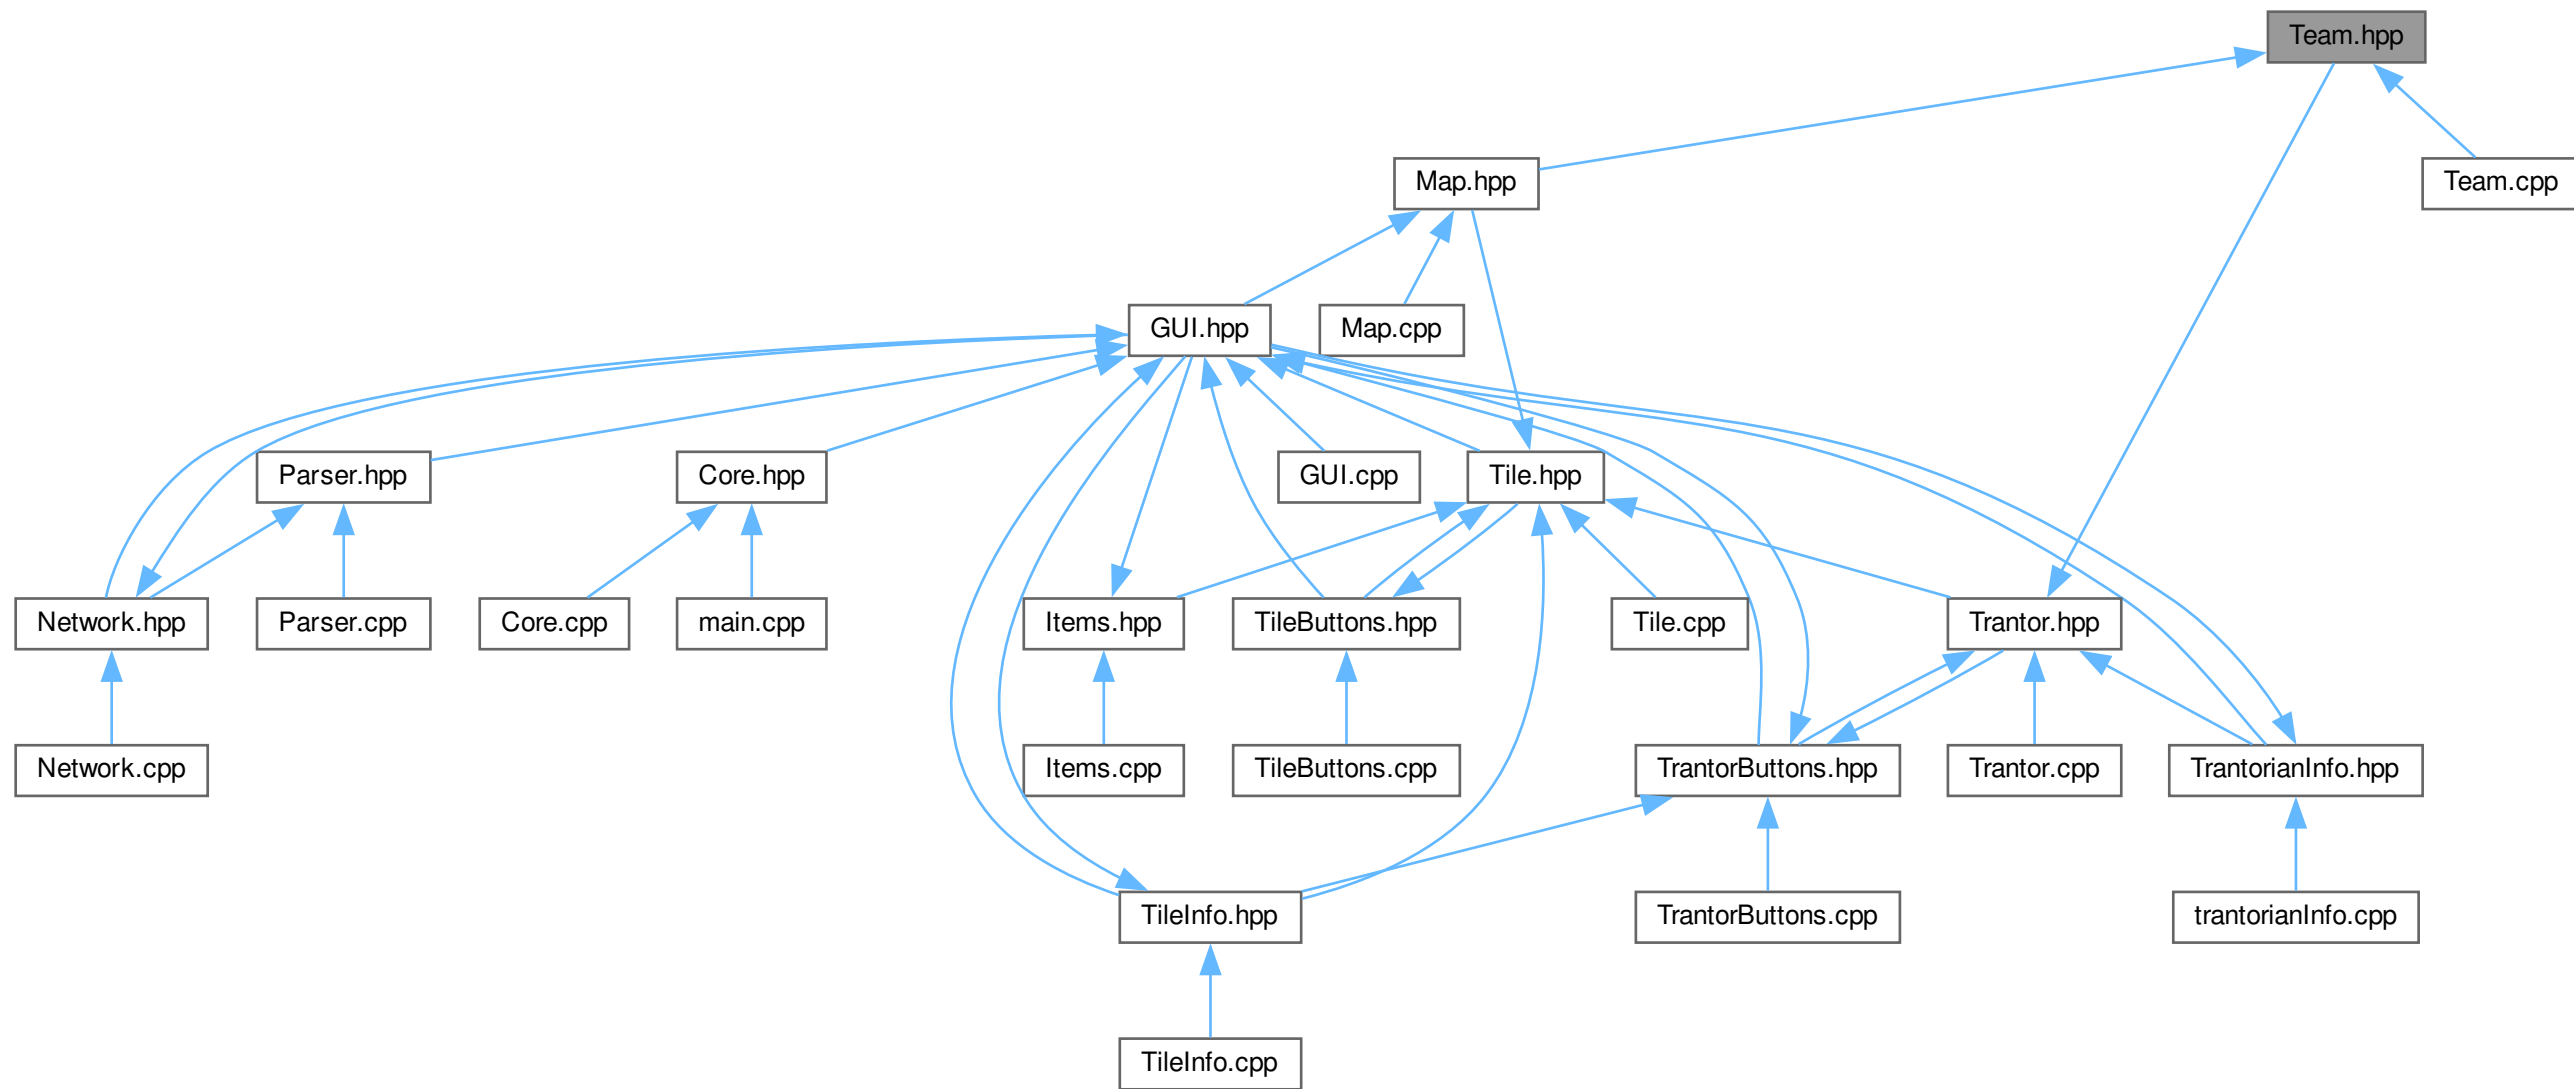 Team.hpp
Map.hpp
Team.cpp
GUI.hpp
Map.cpp
Parser.hpp
Core.hpp
GUI.cpp
Tile.hpp
Network.hpp
Parser.cpp
Core.cpp
main.cpp
Items.hpp
TileButtons.hpp
Tile.cpp
Trantor.hpp
Network.cpp
Items.cpp
TileButtons.cpp
TrantorButtons.hpp
Trantor.cpp
TrantorianInfo.hpp
TileInfo.hpp
TrantorButtons.cpp
trantorianInfo.cpp
TileInfo.cpp